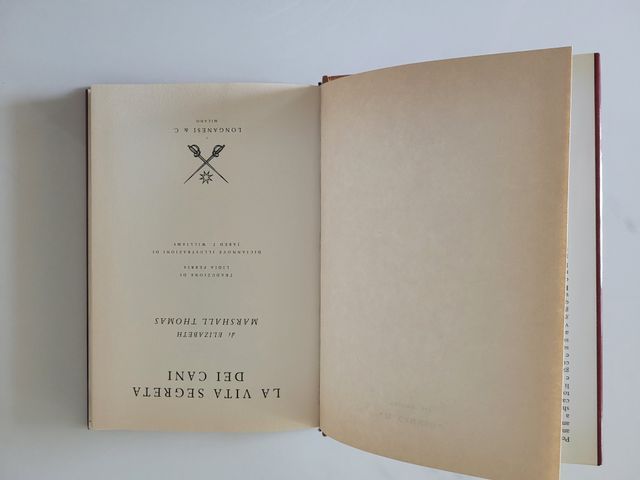 LA VITA SEGRETA
DEI CANI
di ELIZABETH
MARSHALL THOMAS
TRADUZIONE DI
LIDIA PERRIA
DICIANNOVE ILLUSTRAZIONI DI
JARED T. WILLIAMS
LONGANESI & C.
MILANO